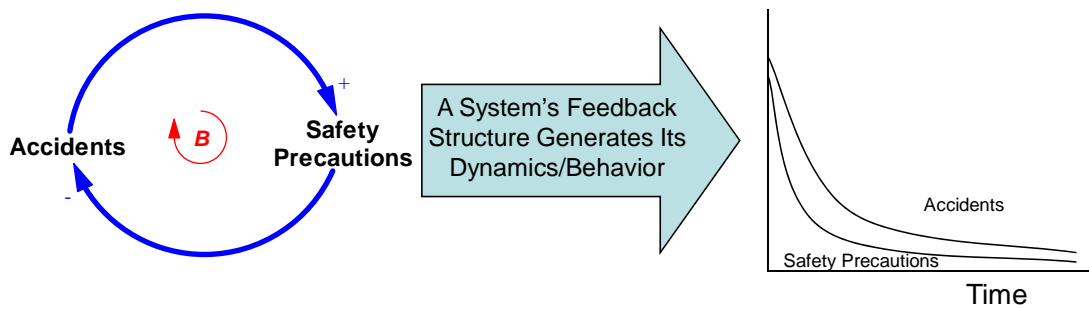 +
Accidents
B
Safety
Precautions
-
A System's Feedback
Structure Generates Its
Dynamics/Behavior
Accidents
Safety Precautions
Time